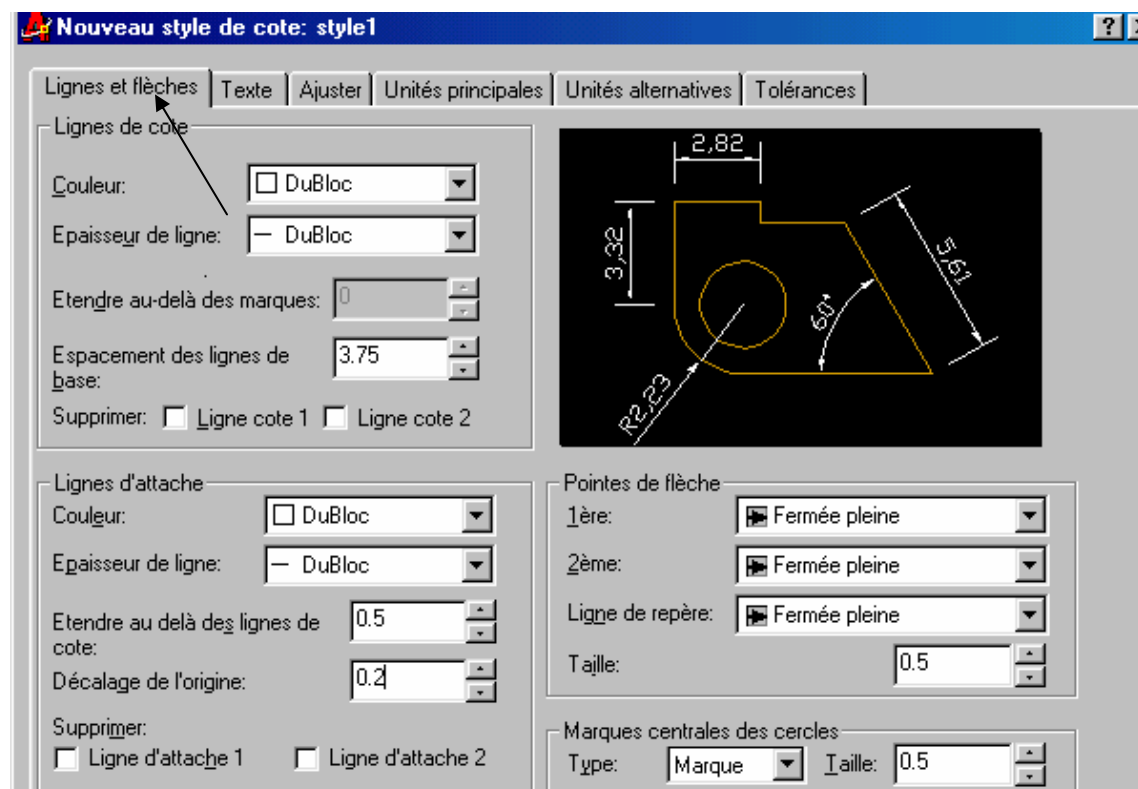 Nouveau style de cote: style1
?
Lignes et flèches Texte Ajuster Unités principales Unités alternatives Tolérances
Lignes de cote
Couleur: DuBloc
Epaisseur de ligne: DuBloc
Etendre au-delà des marques: 0
Espacement des lignes de
base: 3.75
Supprimer: Ligne cote 1 Ligne cote 2
2,82
3,32
5,61
60°
R2,23
Lignes d'attache
Couleur: DuBloc
Epaisseur de ligne: DuBloc
Etendre au delà des lignes de
cote: 0.5
Décalage de l'origine: 0.2
Supprimer:
Ligne d'attache 1 Ligne d'attache 2
Pointes de flèche
1ère: Fermée pleine
2ème: Fermée pleine
Ligne de repère: Fermée pleine
Taille: 0.5
Marques centrales des cercles
Type: Marque Taille: 0.5